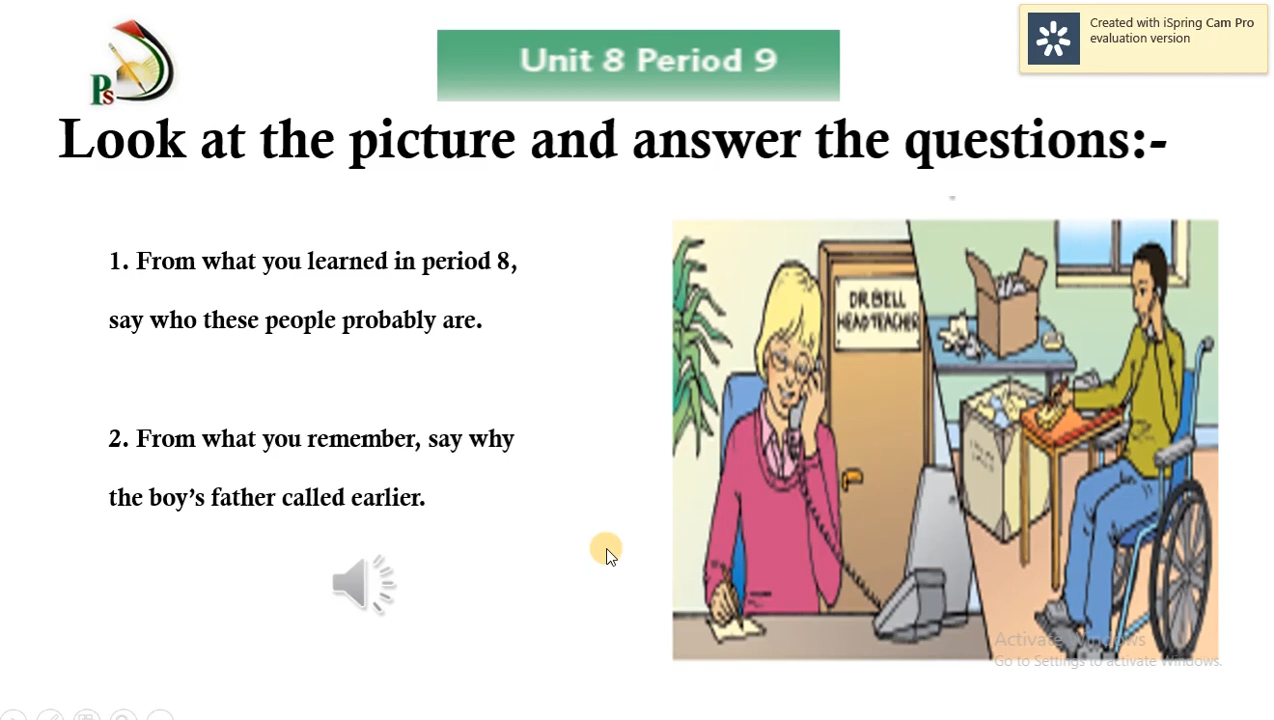 Created with iSpring Cam Pro
evaluation version
Ps
Unit 8 Period 9
Look at the picture and answer the questions:-
1. From what you learned in period 8,
say who these people probably are.
2. From what you remember, say why
the boy's father called earlier.
DR BELL
HEAD TEACHER
Activate Windows
Go to Settings to activate Windows.